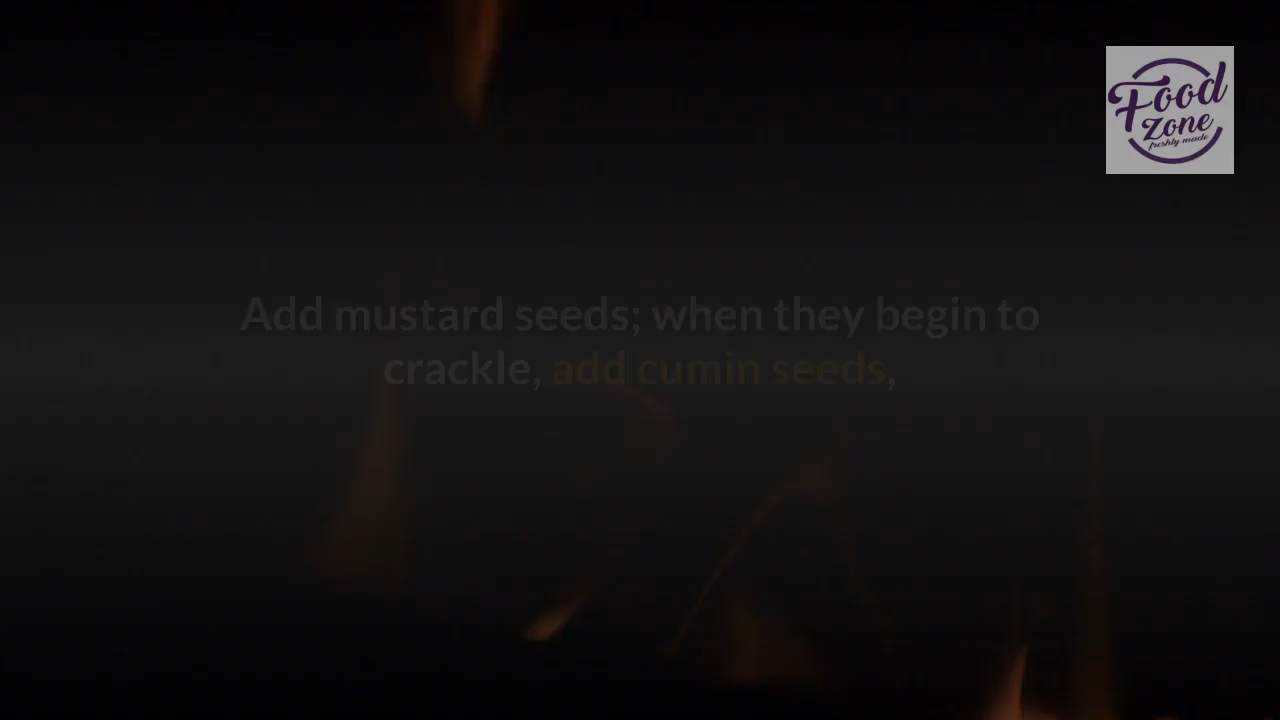 Food
Zone
freshly made
Add mustard seeds; when they begin to
crackle, add cumin seeds,